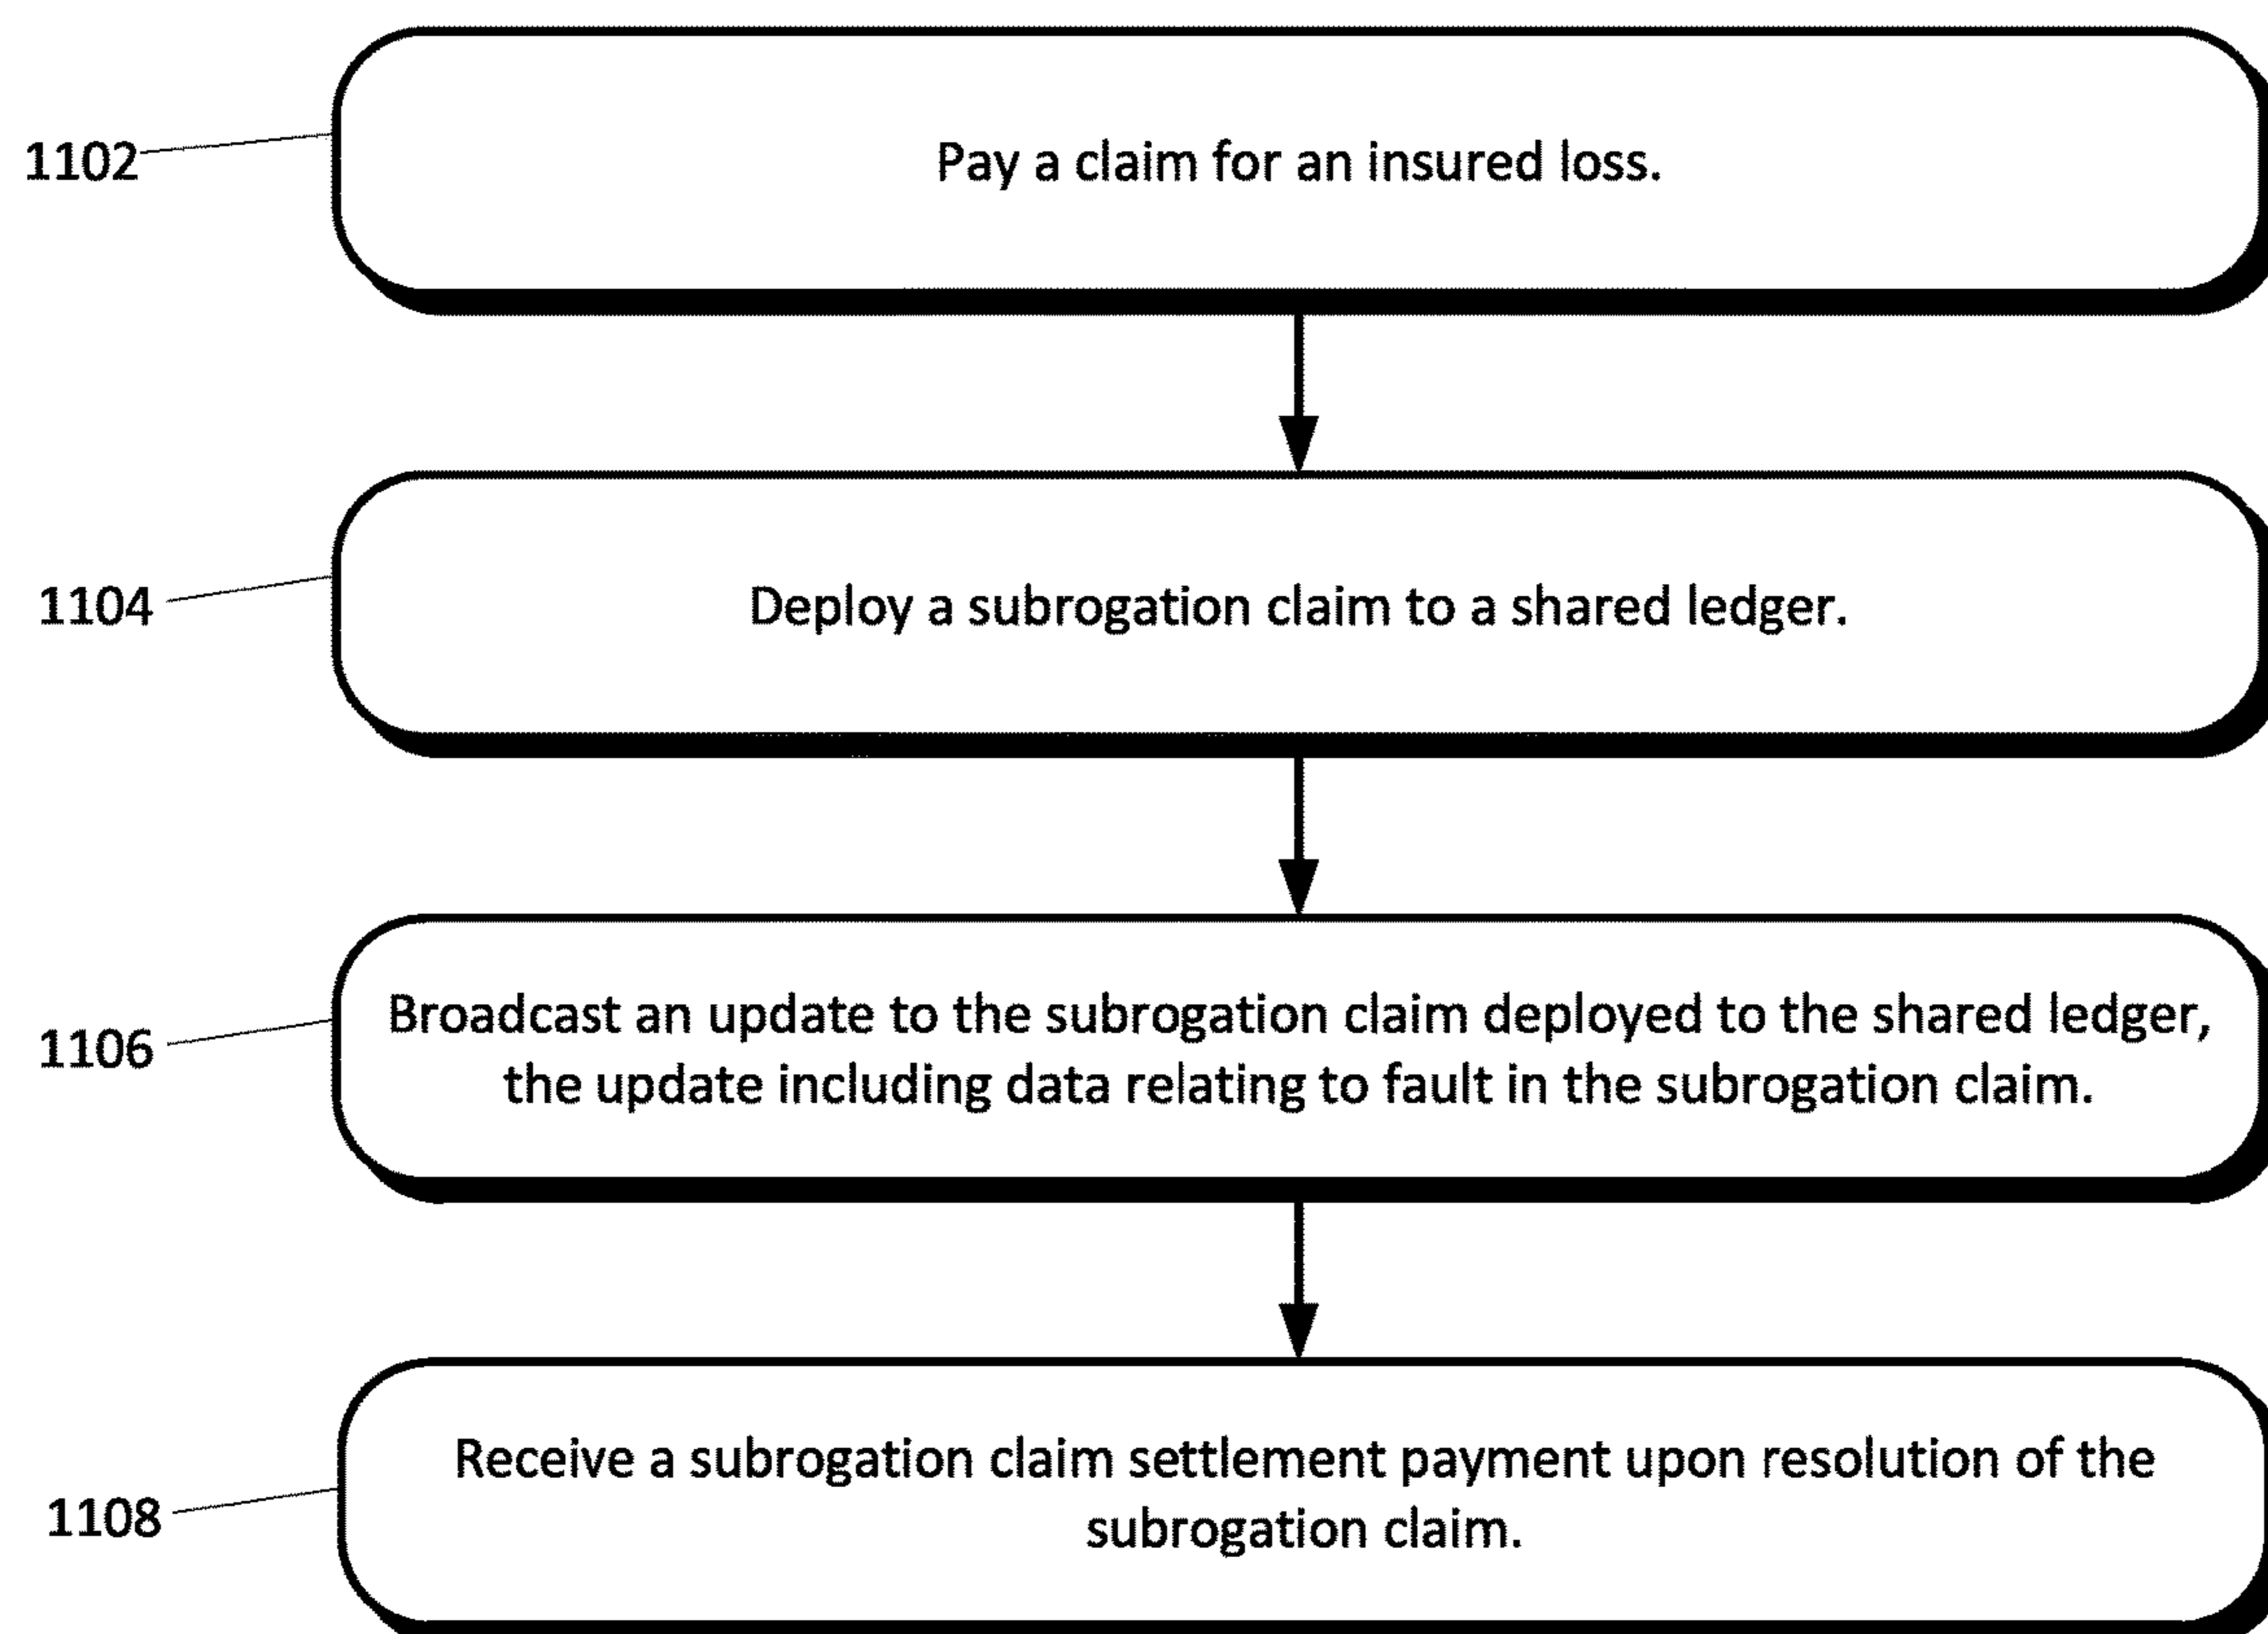 1102
Pay a claim for an insured loss.
1104
Deploy a subrogation claim to a shared ledger.
1106
Broadcast an update to the subrogation claim deployed to the shared ledger,
the update including data relating to fault in the subrogation claim.
1108
Receive a subrogation claim settlement payment upon resolution of the
subrogation claim.